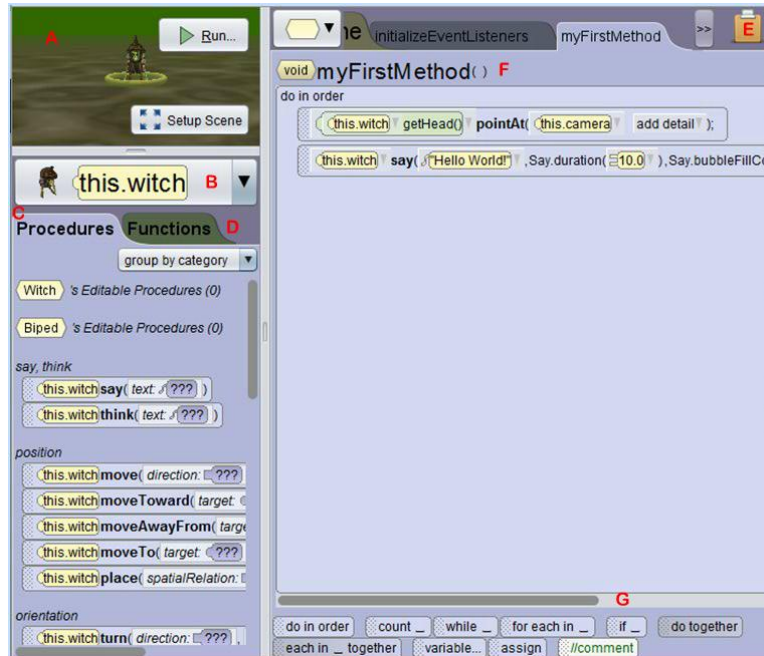 A
Run...
Setup Scene
this.witch B
C
Procedures Functions D
group by category
Witch 's Editable Procedures (0)
Biped 's Editable Procedures (0)
say, think
this.witch say( text: ??? )
this.witch think( text: ??? )
position
this.witch move( direction: ???
this.witch moveToward( target:
this.witch moveAwayFrom(
this.witch moveTo( target: ???
this.witch place( spatialRelation:
orientation
this.witch turn( direction: ??? ,
initializeEventListeners myFirstMethod >> E
void myFirstMethod() F
do in order
( this.witch getHead() pointAt( this.camera add detail );
this.witch say( "Hello World!" ,Say.duration( 10.0 ),
G
do in order count _ while _ for each in _ if _ do together
each in _ together variable... assign //comment